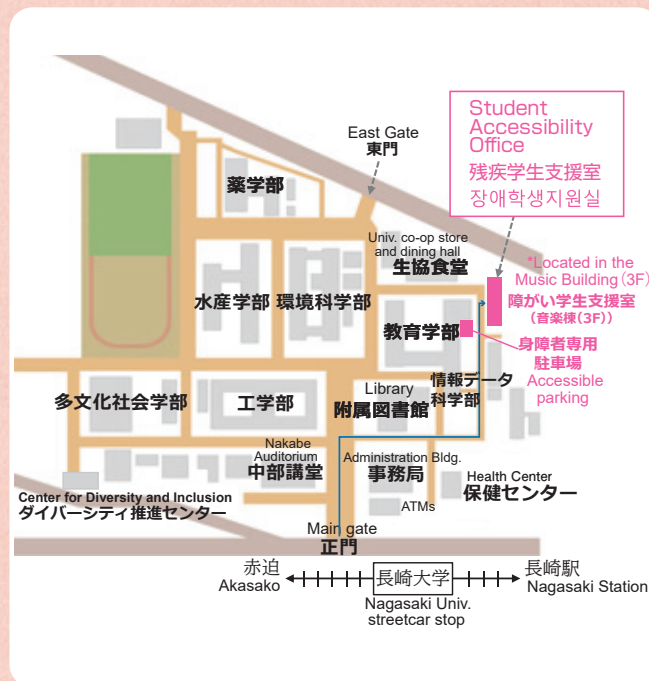 Student
Accessibility
Office
残疾学生支援室
장애학생지원실
East Gate
東門
薬学部
Univ. co-op store
and dining hall
生協食堂
*Located in the
Music Building(3F)
障がい学生支援室
(音楽棟(3F))
水産学部
環境科学部
教育学部
身障者専用
駐車場
Accessible
parking
多文化社会学部
工学部
Library
附属図書館
情報データ
科学部
Nakabe
Auditorium
中部講堂
Administration Bldg.
事務局
Health Center
保健センター
Center for Diversity and Inclusion
ダイバーシティ推進センター
ATMs
Main gate
正門
赤迫
Akasako
長崎大学
Nagasaki Univ.
streetcar stop
長崎駅
Nagasaki Station